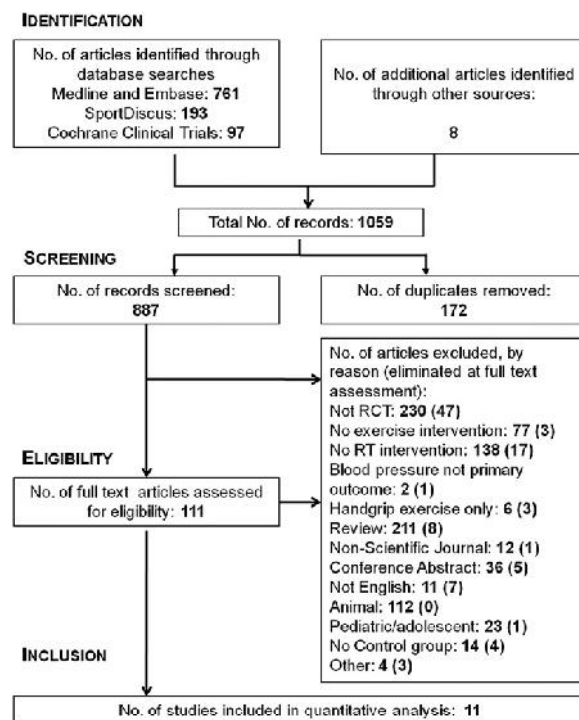 IDENTIFICATION
No. of articles identified through
database searches
Medline and Embase: 761
SportDiscus: 193
Cochrane Clinical Trials: 97
No. of additional articles identified
through other sources:
8
Total No. of records: 1059
SCREENING
No. of records screened:
887
No. of duplicates removed:
172
No. of articles excluded, by
reason (eliminated at full text
assessment):
Not RCT: 230 (47)
No exercise intervention: 77 (3)
No RT intervention: 138 (17)
Blood pressure not primary
outcome: 2 (1)
Handgrip exercise only: 6 (3)
Review: 211 (8)
Non-Scientific Journal: 12 (1)
Conference Abstract: 36 (5)
Not English: 11 (7)
Animal: 112 (0)
Pediatric/adolescent: 23 (1)
No Control group: 14 (4)
Other: 4 (3)
ELIGIBILITY
No. of full text articles assessed
for eligibility: 111
INCLUSION
No. of studies included in quantitative analysis: 11